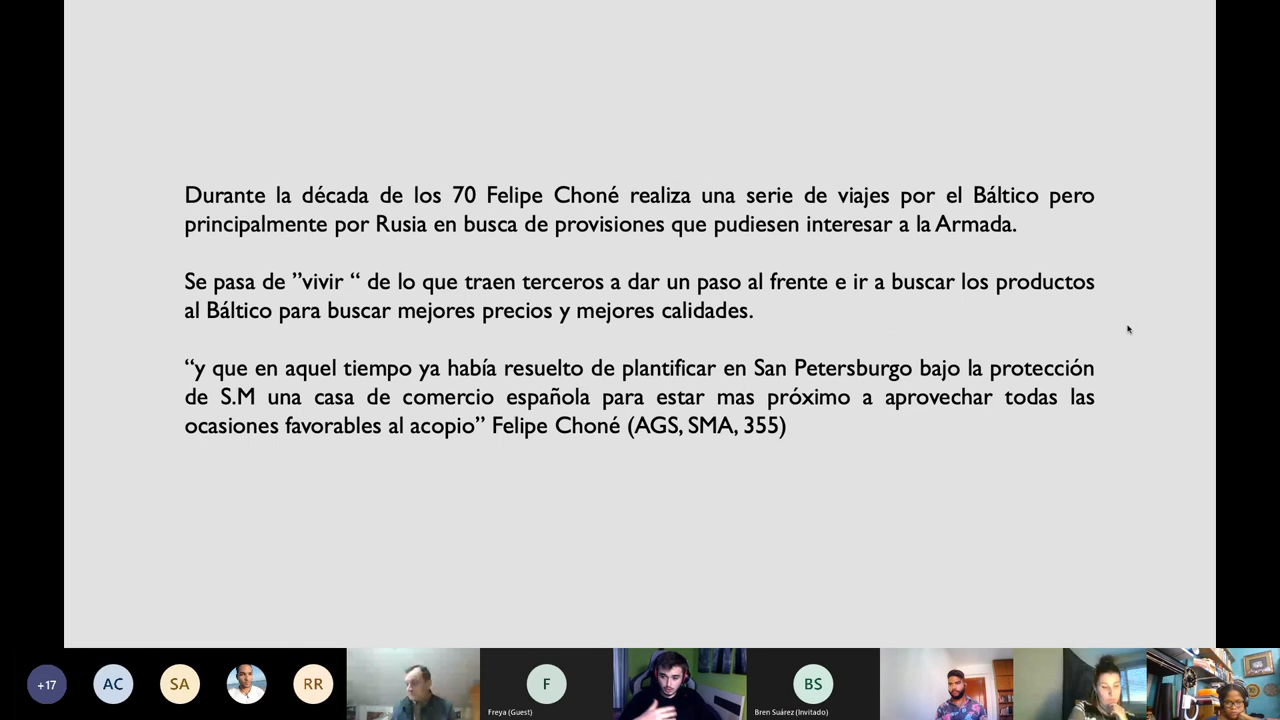 Durante la década de los 70 Felipe Choné realiza una serie de viajes por el Báltico pero
principalmente por Rusia en busca de provisiones que pudiesen interesar a la Armada.
Se pasa de ”vivir “ de lo que traen terceros a dar un paso al frente e ir a buscar los productos
al Báltico para buscar mejores precios y mejores calidades.
“y que en aquel tiempo ya había resuelto de plantificar en San Petersburgo bajo la protección
de S.M una casa de comercio española para estar mas próximo a aprovechar todas las
ocasiones favorables al acopio” Felipe Choné (AGS, SMA, 355)
+17
AC
SA
RR
F
Freya (Guest)
BS
Bren Suárez (Invitado)